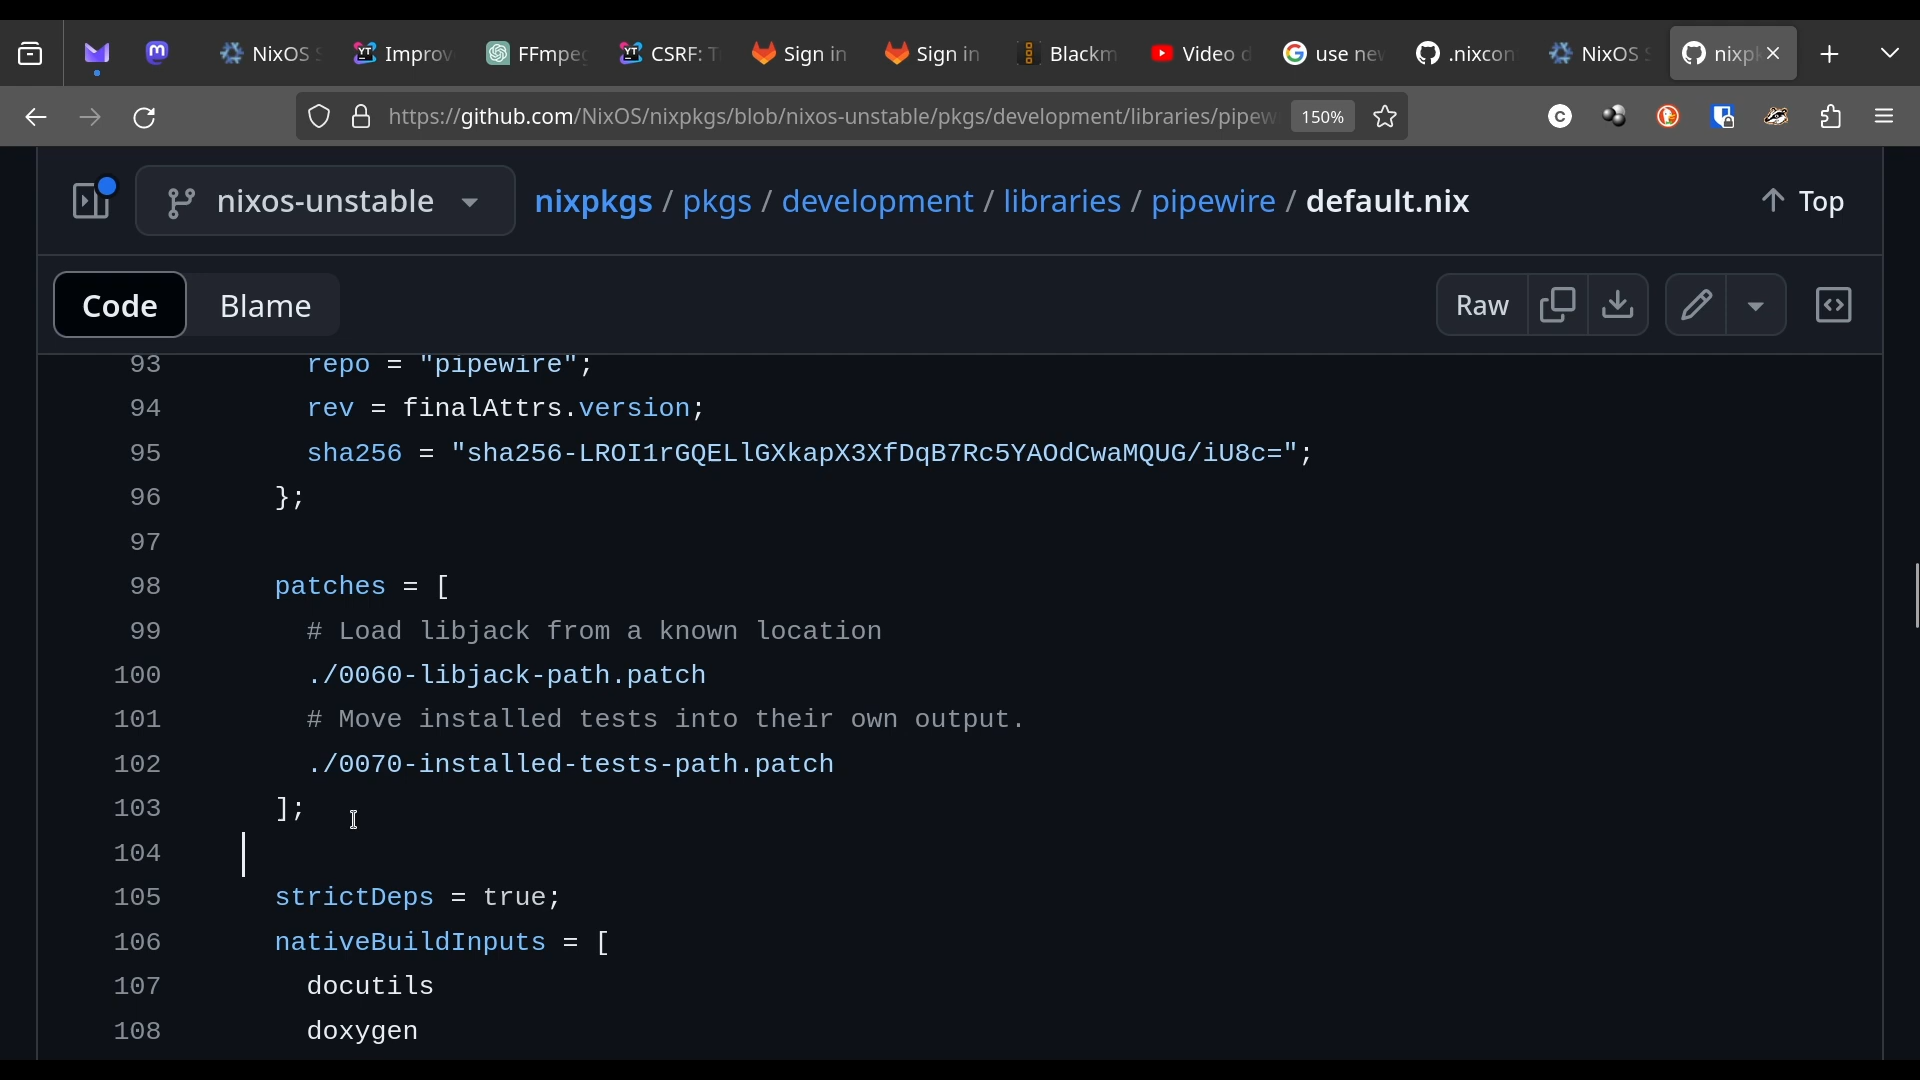 NixOS S
Improv
FFmpeg
CSRF: T
Sign in
Sign in
Blackm
Video d
use new
.nixcon
NixOS S
nixpk
https://github.com/NixOS/nixpkgs/blob/nixos-unstable/pkgs/development/libraries/pipew
150%
nixos-unstable
nixpkgs / pkgs / development / libraries / pipewire / default.nix
Top
Code
Blame
Raw
93 repo = "pipewire";
94 rev = finalAttrs.version;
95 sha256 = "sha256-LROI1rGQELlGXkapX3XfDqB7Rc5YAOdCwaMQUG/iU8c=";
96 };
97
98 patches = [
99 # Load libjack from a known location
100 ./0060-libjack-path.patch
101 # Move installed tests into their own output.
102 ./0070-installed-tests-path.patch
103 ];
104
105 strictDeps = true;
106 nativeBuildInputs = [
107 docutils
108 doxygen